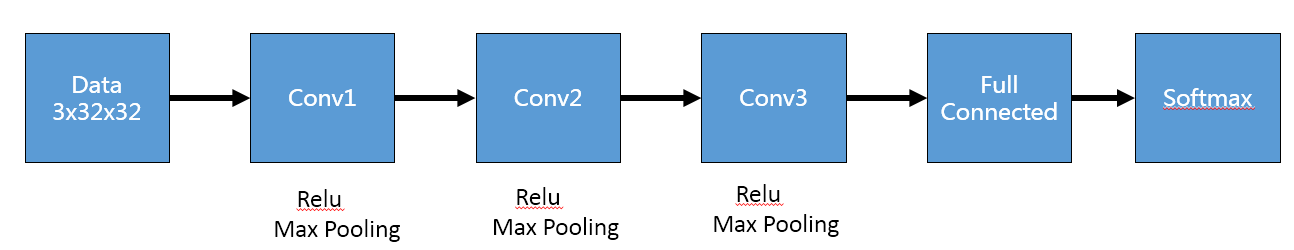 Data
3x32x32
Conv1
Conv2
Conv3
Full
Connected
Softmax
Relu
Max Pooling
Relu
Max Pooling
Relu
Max Pooling